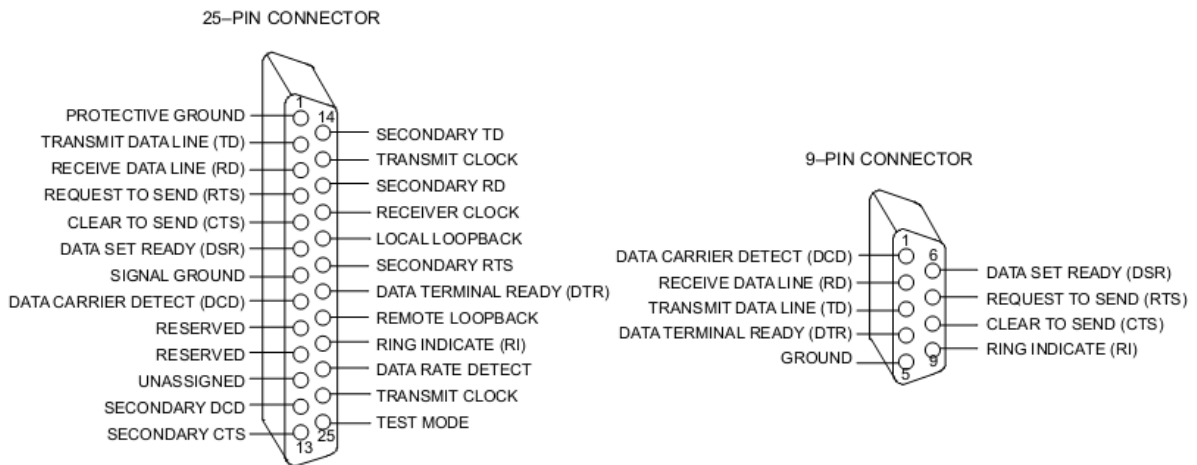 25–PIN CONNECTOR
1
14
PROTECTIVE GROUND
TRANSMIT DATA LINE (TD)
RECEIVE DATA LINE (RD)
REQUEST TO SEND (RTS)
CLEAR TO SEND (CTS)
DATA SET READY (DSR)
SIGNAL GROUND
DATA CARRIER DETECT (DCD)
RESERVED
RESERVED
UNASSIGNED
SECONDARY DCD
SECONDARY CTS
13
25
SECONDARY TD
TRANSMIT CLOCK
SECONDARY RD
RECEIVER CLOCK
LOCAL LOOPBACK
SECONDARY RTS
DATA TERMINAL READY (DTR)
REMOTE LOOPBACK
RING INDICATE (RI)
DATA RATE DETECT
TRANSMIT CLOCK
TEST MODE
9–PIN CONNECTOR
1
6
DATA CARRIER DETECT (DCD)
RECEIVE DATA LINE (RD)
TRANSMIT DATA LINE (TD)
DATA TERMINAL READY (DTR)
GROUND
5
9
DATA SET READY (DSR)
REQUEST TO SEND (RTS)
CLEAR TO SEND (CTS)
RING INDICATE (RI)